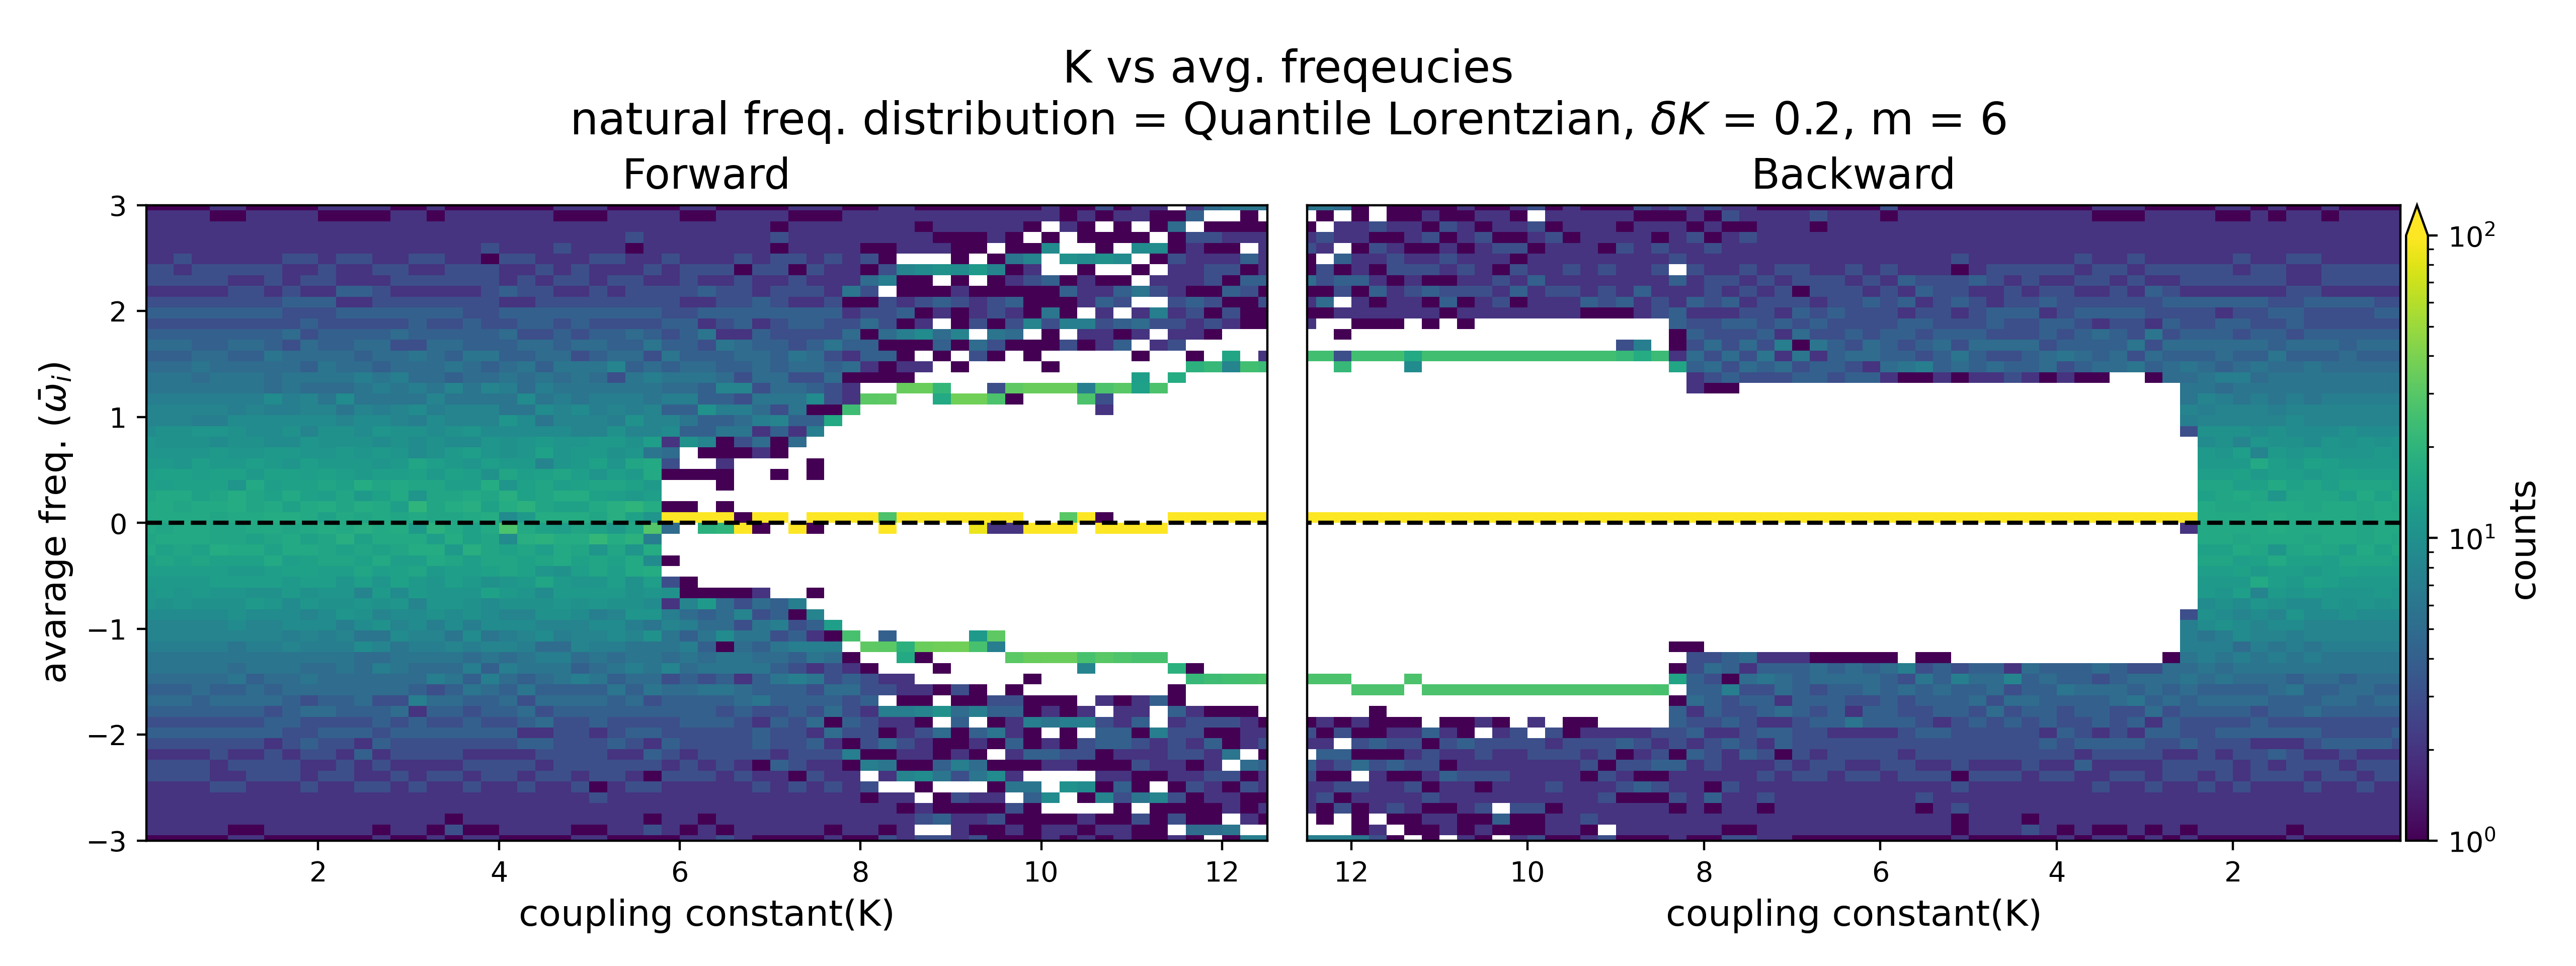 K vs avg. freqeucies
natural freq. distribution = Quantile Lorentzian, δK = 0.2, m = 6
Forward
Backward
avarage freq. (ω̄ᵢ)
3
2
1
0
−1
−2
−3
2
4
6
8
10
12
coupling constant(K)
12
10
8
6
4
2
coupling constant(K)
10²
10¹
10⁰
counts